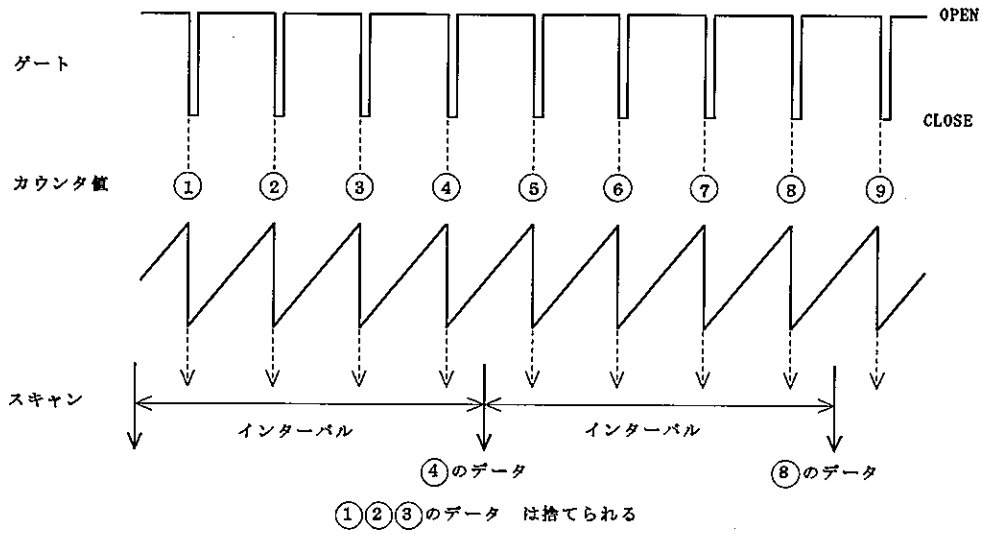 OPEN
ゲート
CLOSE
カウンタ値 ① ② ③ ④ ⑤ ⑥ ⑦ ⑧ ⑨
スキャン
インターバル インターバル
④のデータ ⑧のデータ
①②③のデータ は捨てられる